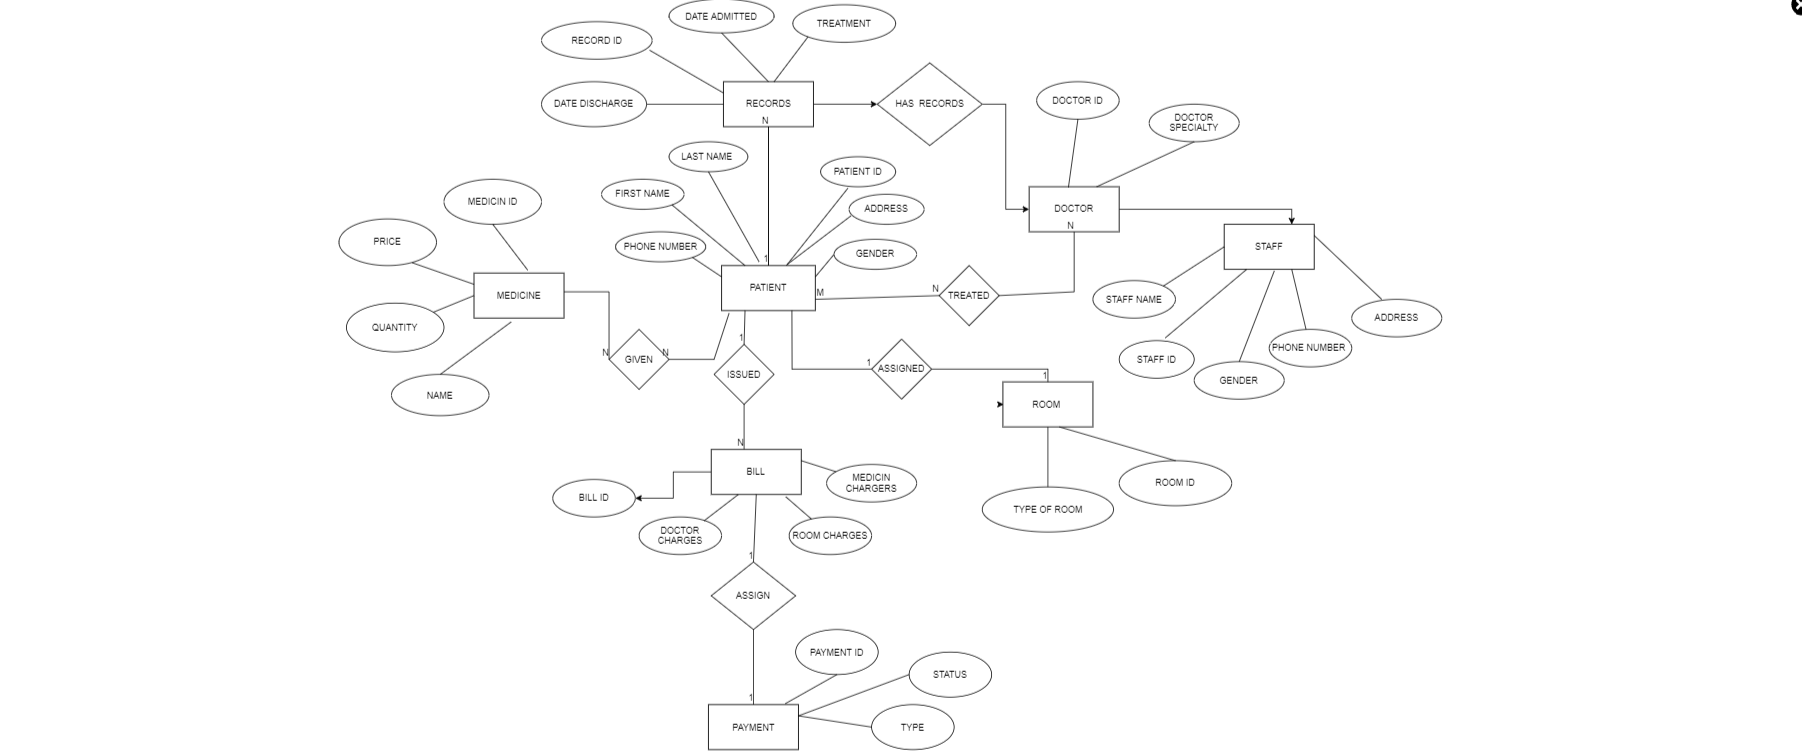 DATE ADMITTED
TREATMENT
RECORD ID
DATE DISCHARGE
RECORDS
HAS RECORDS
DOCTOR ID
DOCTOR
SPECIALTY
N
LAST NAME
PATIENT ID
FIRST NAME
ADDRESS
MEDICIN ID
DOCTOR
N
PRICE
PHONE NUMBER
GENDER
STAFF
1
PATIENT
M
N
TREATED
MEDICINE
STAFF NAME
ADDRESS
QUANTITY
1
PHONE NUMBER
N
GIVEN
N
STAFF ID
ISSUED
1
ASSIGNED
1
GENDER
NAME
ROOM
N
BILL
MEDICIN
CHARGERS
ROOM ID
BILL ID
TYPE OF ROOM
DOCTOR
CHARGES
ROOM CHARGES
1
ASSIGN
PAYMENT ID
STATUS
1
PAYMENT
TYPE